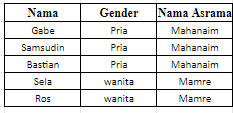 Nama Gender Nama Asrama
Gabe Pria Mahanaim
Samsudin Pria Mahanaim
Bastian Pria Mahanaim
Sela wanita Mamre
Ros wanita Mamre